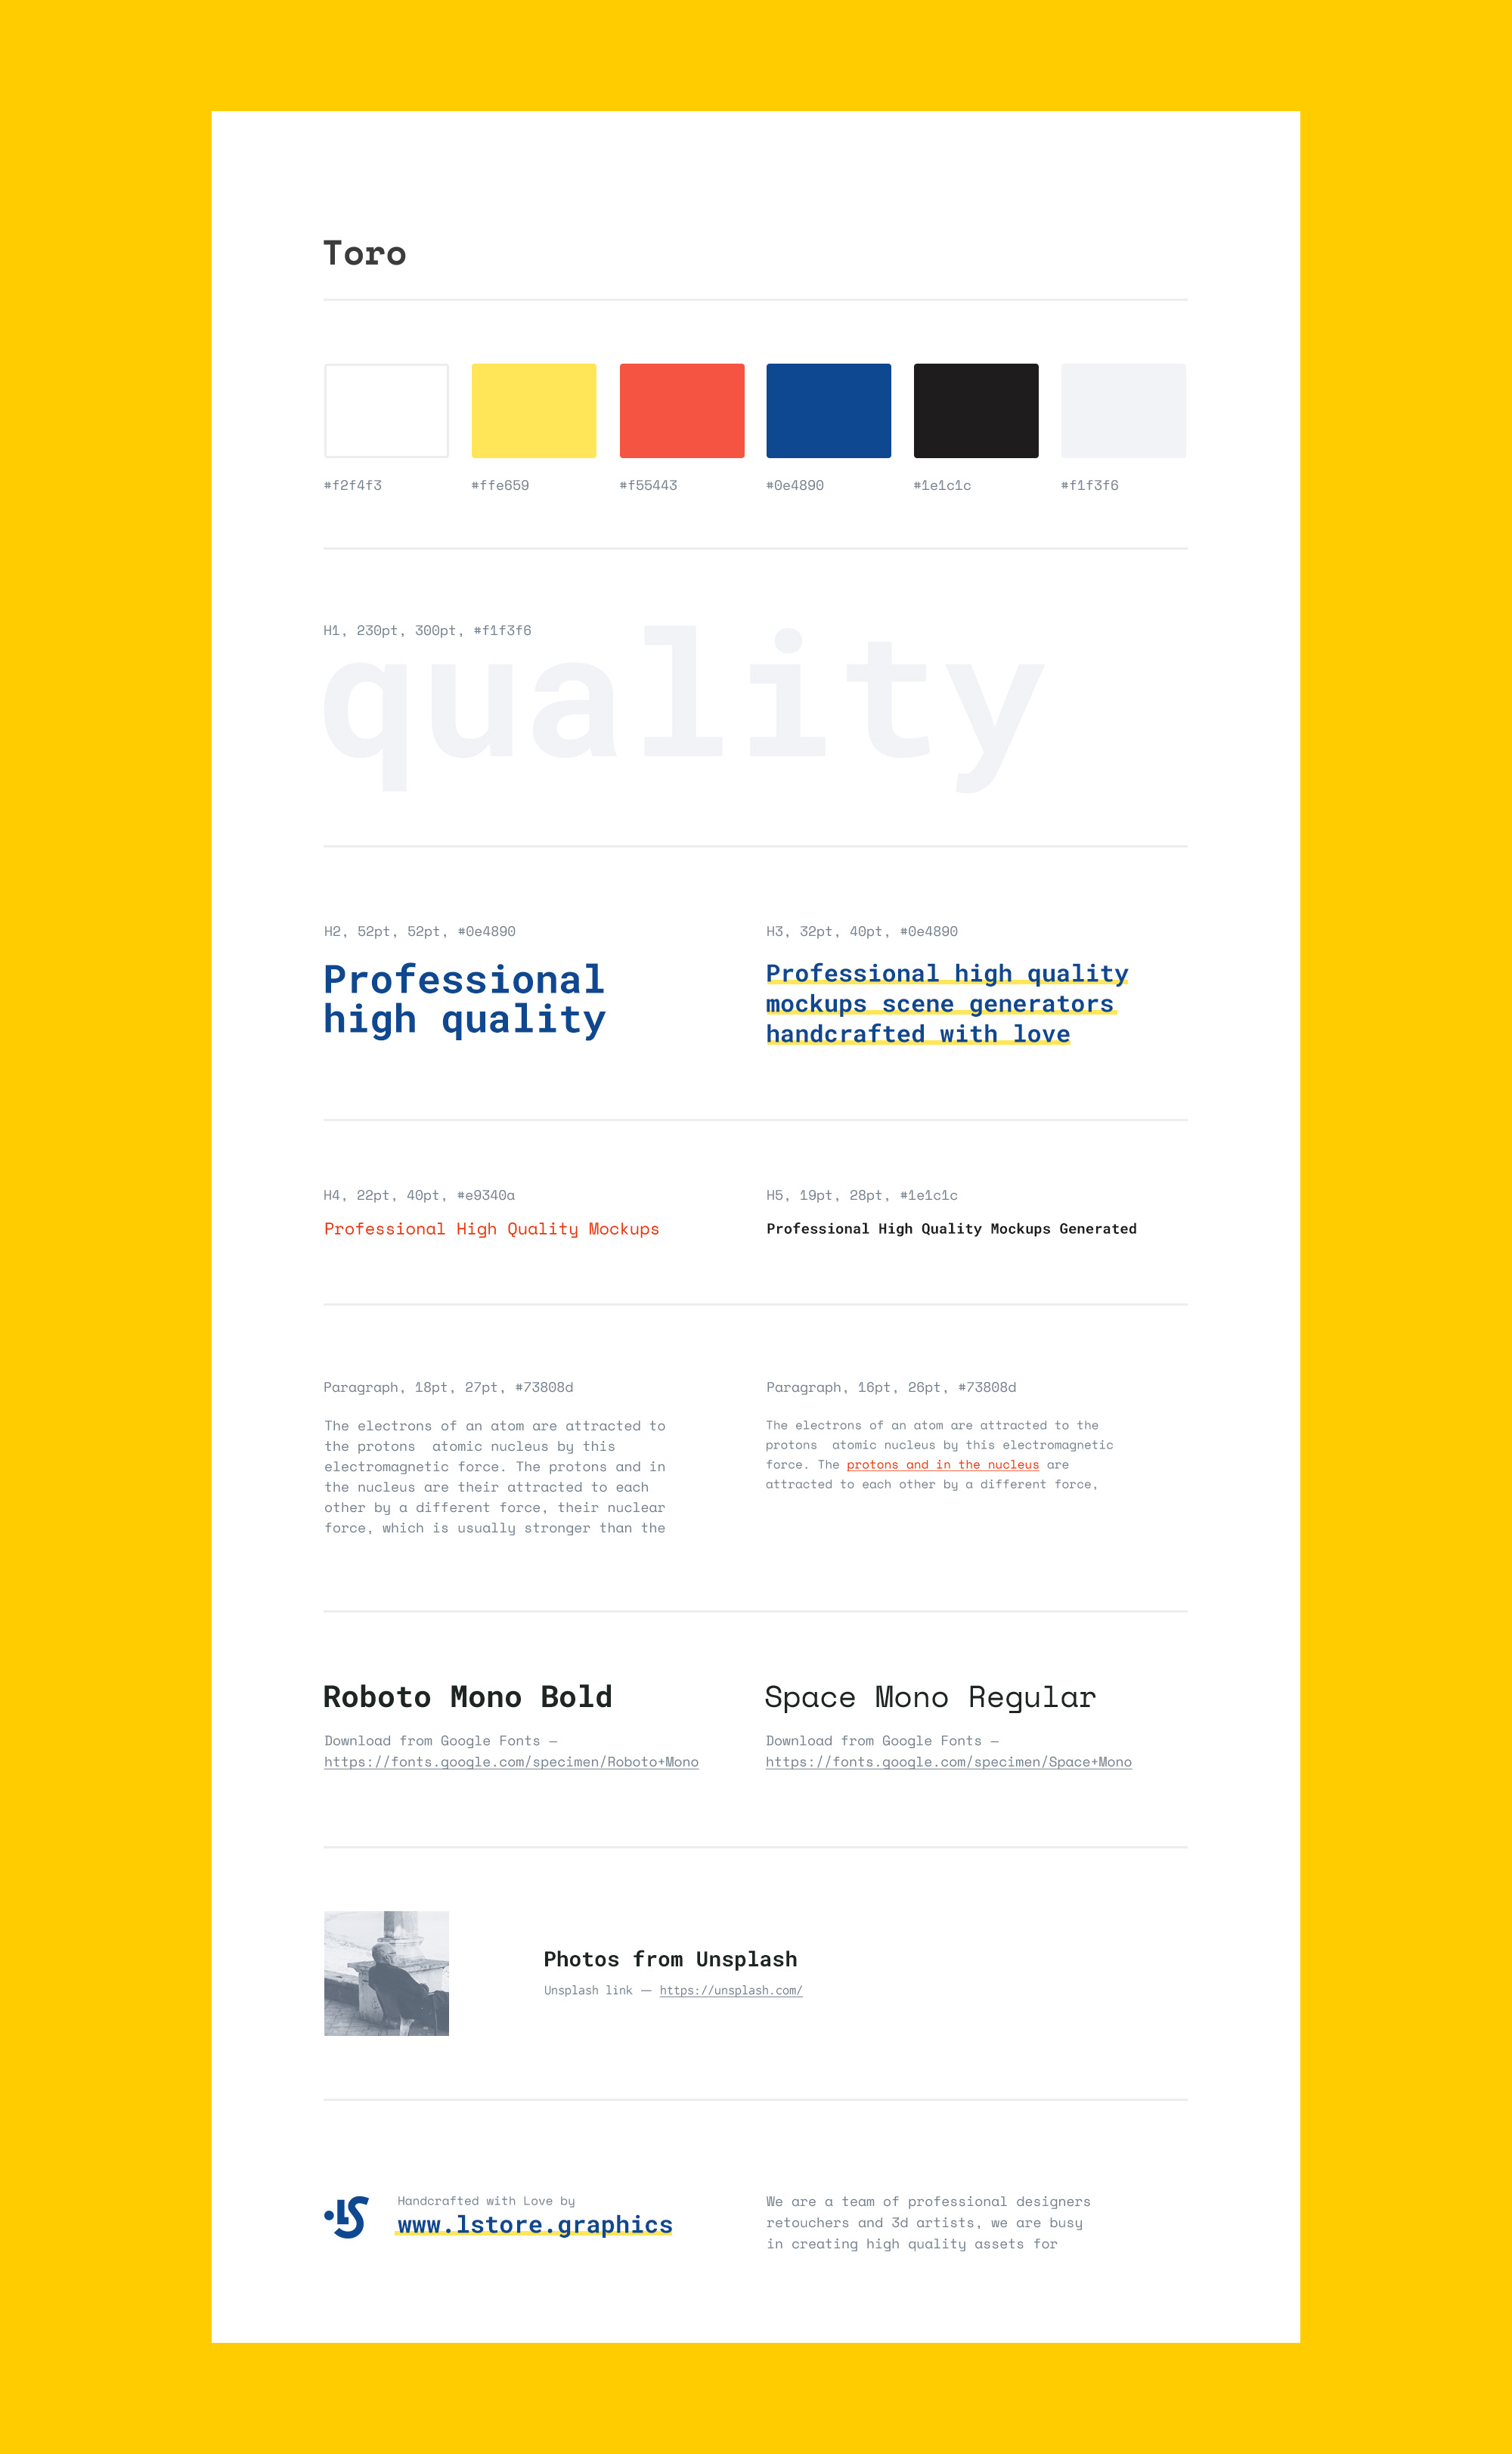 Toro
#f2f4f3
#ffe659
#f55443
#0e4890
#1e1c1c
#f1f3f6
H1, 230pt, 300pt, #f1f3f6
quality
H2, 52pt, 52pt, #0e4890
Professional
high quality
H3, 32pt, 40pt, #0e4890
Professional high quality
mockups scene generators
handcrafted with love
H4, 22pt, 40pt, #e9340a
Professional High Quality Mockups
H5, 19pt, 28pt, #1e1c1c
Professional High Quality Mockups Generated
Paragraph, 18pt, 27pt, #73808d
The electrons of an atom are attracted to
the protons  atomic nucleus by this
electromagnetic force. The protons and in
the nucleus are their attracted to each
other by a different force, their nuclear
force, which is usually stronger than the
Paragraph, 16pt, 26pt, #73808d
The electrons of an atom are attracted to the
protons  atomic nucleus by this electromagnetic
force. The protons and in the nucleus are
attracted to each other by a different force,
Roboto Mono Bold
Download from Google Fonts —
https://fonts.google.com/specimen/Roboto+Mono
Space Mono Regular
Download from Google Fonts —
https://fonts.google.com/specimen/Space+Mono
Photos from Unsplash
Unsplash link — https://unsplash.com/
LS
Handcrafted with Love by
www.lstore.graphics
We are a team of professional designers
retouchers and 3d artists, we are busy
in creating high quality assets for